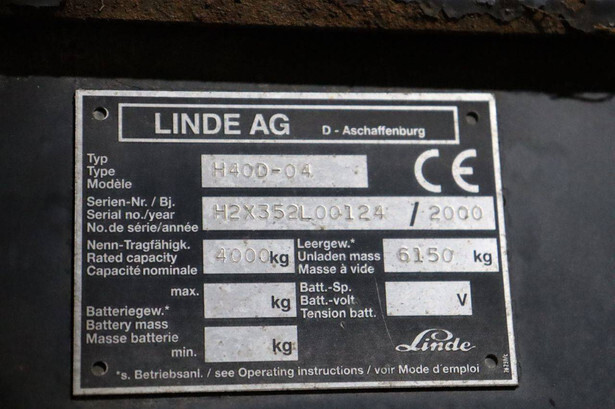 LINDE AG D - Aschaffenburg
Typ
Type
Modèle
H40D-04
CE
Serien-Nr. / Bj.
Serial no./year
No. de série/année
H2X352L00124 / 2000
Nenn-Tragfähigk.
Rated capacity
Capacité nominale
4000 kg
Leergew.*
Unladen mass
Masse à vide
6150 kg
max.
kg
Batteriegew.*
Battery mass
Masse batterie
min.
kg
Batt.-Sp.
Batt.-volt
Tension batt.
V
Linde
*s. Betriebsanl. / see Operating instructions / voir Mode d'emploi